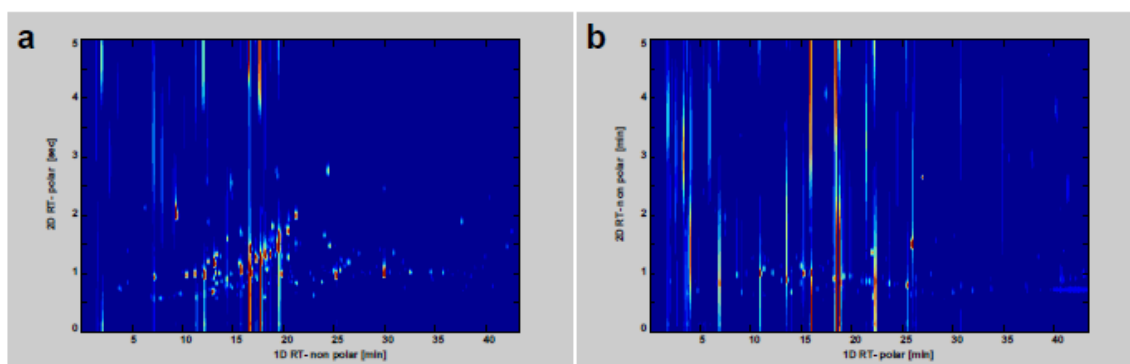 a
5
4
3
2
1
0
2D RT- polar [sec]
5 10 15 20 25 30 35 40
1D RT- non polar [min]
b
5
4
3
2
1
0
2D RT-non polar [min]
5 10 15 20 25 30 35 40
1D RT-polar [min]